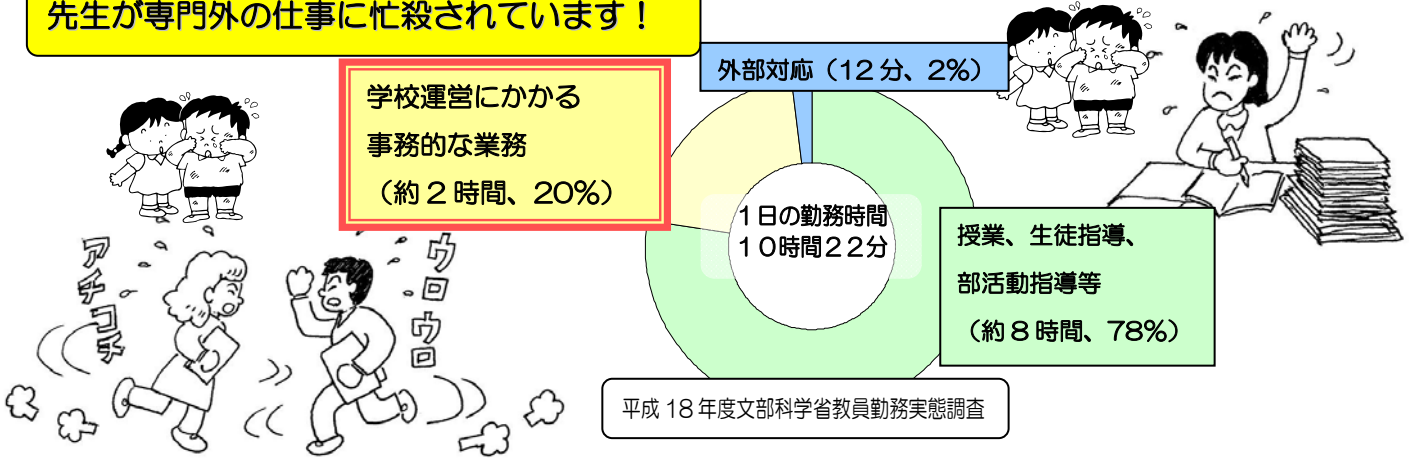 先生が専門外の仕事に忙殺されています！
外部対応（12分、2%）
学校運営にかかる
事務的な業務
（約2時間、20%）
1日の勤務時間
10時間22分
授業、生徒指導、
部活動指導等
（約8時間、78%）
アチコチ
ウロウロ
平成18年度文部科学省教員勤務実態調査